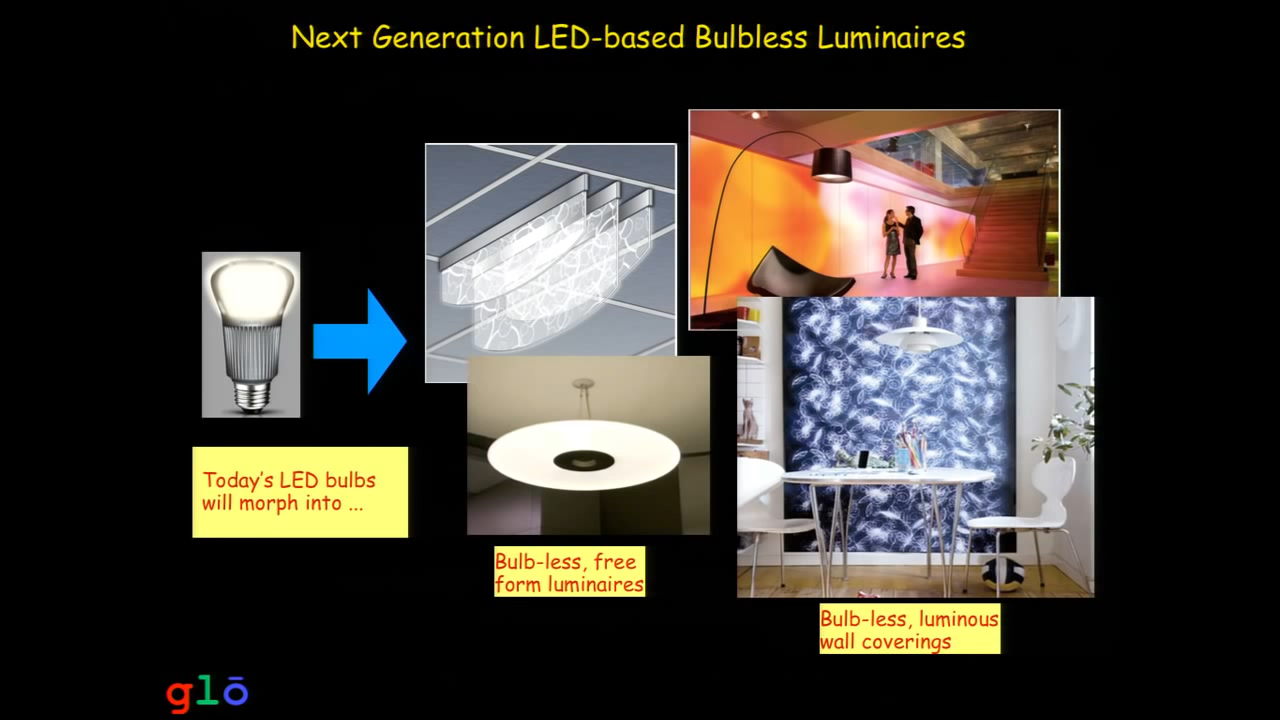 Next Generation LED-based Bulbless Luminaires
Today's LED bulbs
will morph into ...
Bulb-less, free
form luminaires
Bulb-less, luminous
wall coverings
glō